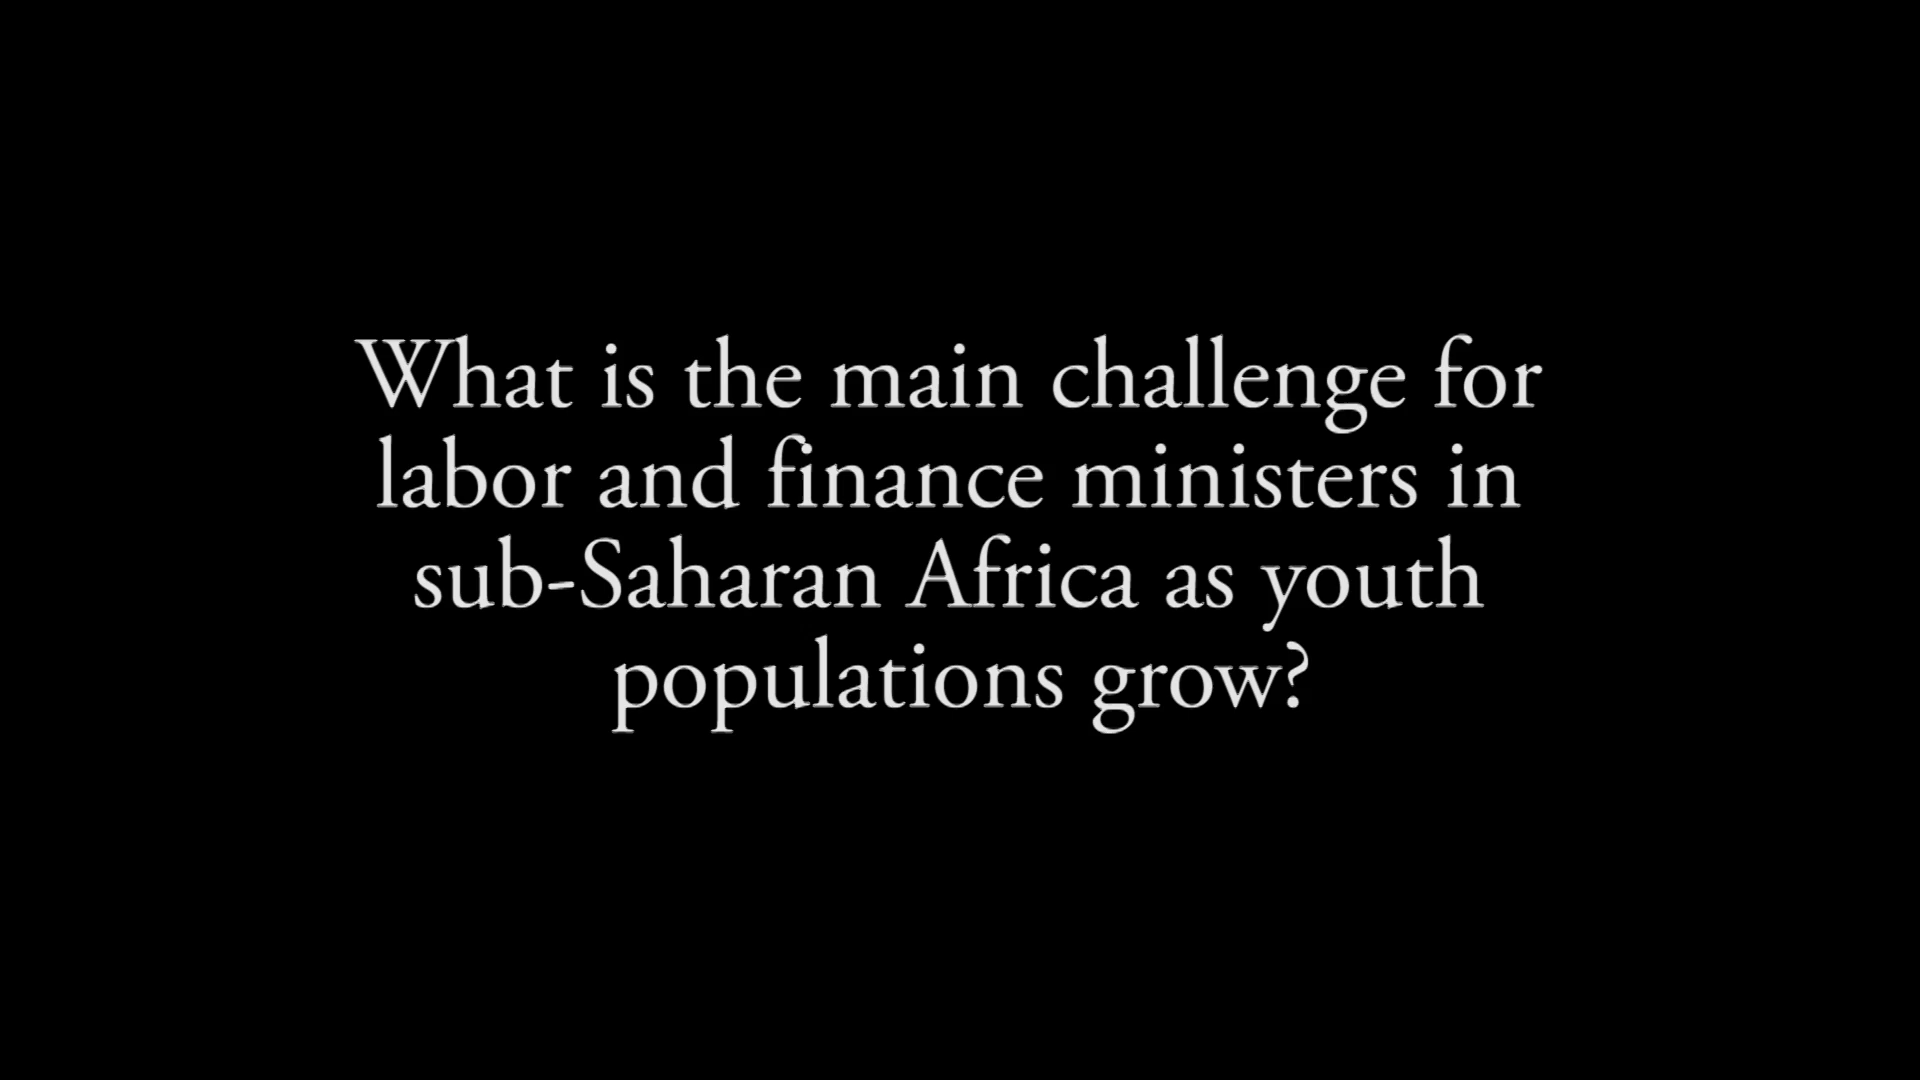 What is the main challenge for
labor and finance ministers in
sub-Saharan Africa as youth
populations grow?